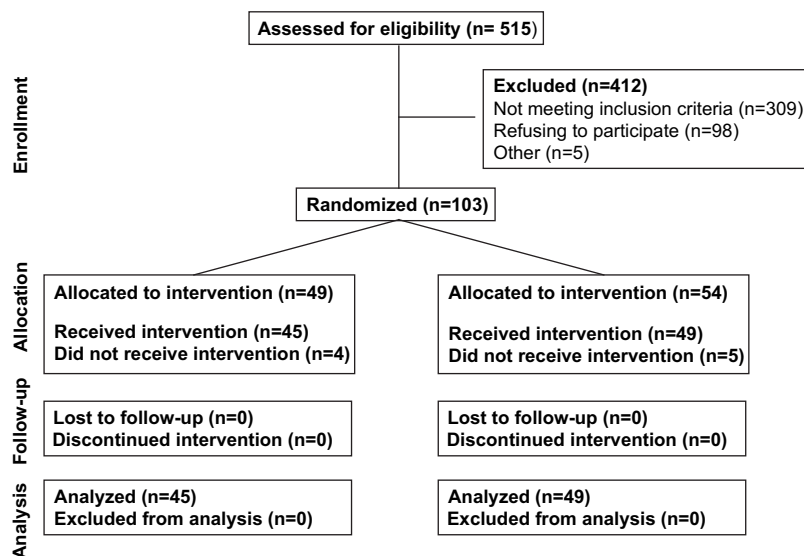 Assessed for eligibility (n= 515)
Enrollment
Excluded (n=412)
Not meeting inclusion criteria (n=309)
Refusing to participate (n=98)
Other (n=5)
Randomized (n=103)
Allocation
Allocated to intervention (n=49)
Received intervention (n=45)
Did not receive intervention (n=4)
Allocated to intervention (n=54)
Received intervention (n=49)
Did not receive intervention (n=5)
Follow-up
Lost to follow-up (n=0)
Discontinued intervention (n=0)
Lost to follow-up (n=0)
Discontinued intervention (n=0)
Analysis
Analyzed (n=45)
Excluded from analysis (n=0)
Analyzed (n=49)
Excluded from analysis (n=0)